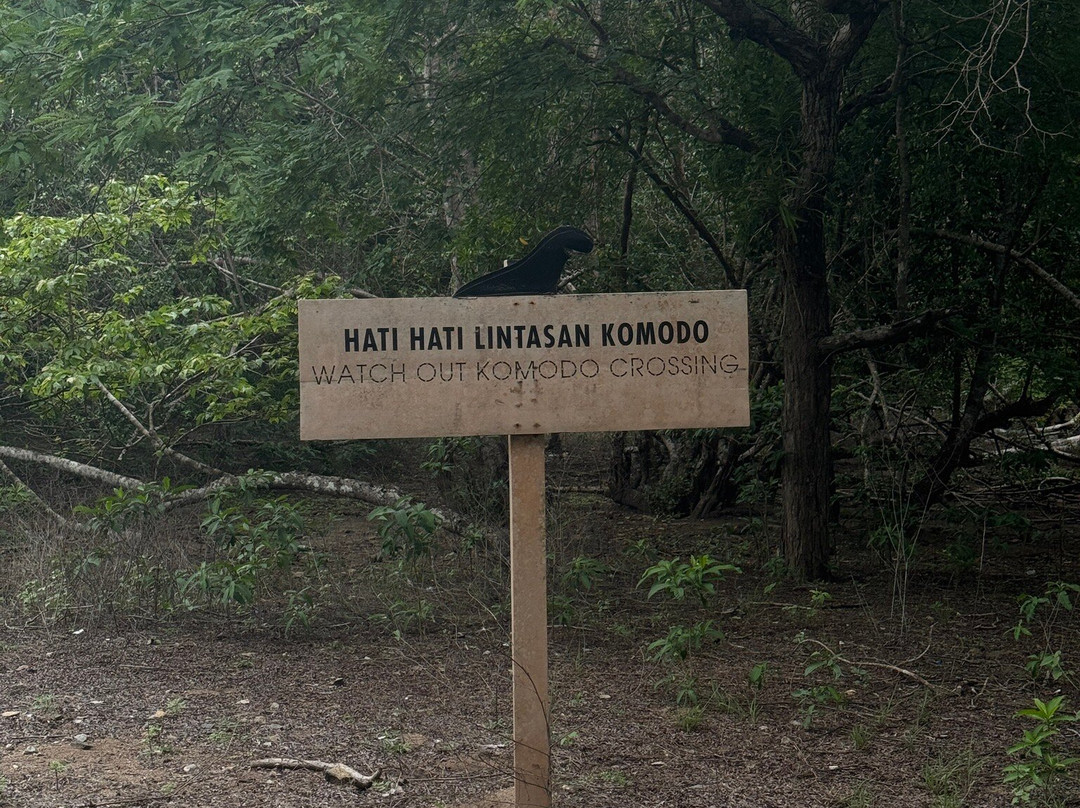 HATI HATI LINTASAN KOMODO
WATCH OUT KOMODO CROSSING